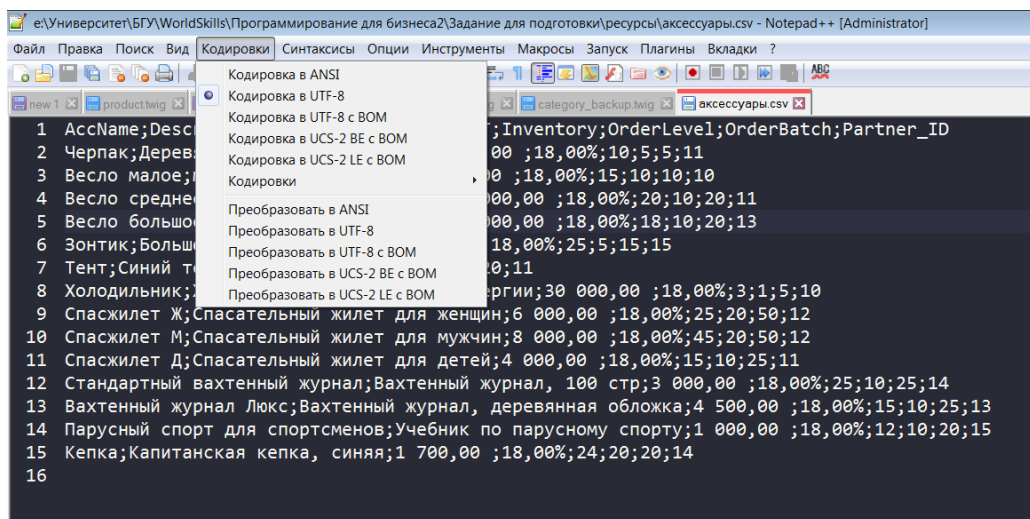 e:\Университет\БГУ\WorldSkills\Программирование для бизнеса2\Задание для подготовки\ресурсы\аксессуары.csv - Notepad++ [Administrator]
Файл Правка Поиск Вид Кодировки Синтаксисы Опции Инструменты Макросы Запуск Плагины Вкладки ?
new 1 product.twig category_backup.twig аксессуары.csv
Кодировка в ANSI
Кодировка в UTF-8
Кодировка в UTF-8 с BOM
Кодировка в UCS-2 BE с BOM
Кодировка в UCS-2 LE с BOM
Кодировки
Преобразовать в ANSI
Преобразовать в UTF-8
Преобразовать в UTF-8 с BOM
Преобразовать в UCS-2 BE с BOM
Преобразовать в UCS-2 LE с BOM
1 AccName;Descr ;Inventory;OrderLevel;OrderBatch;Partner_ID
2 Черпак;Дерев 00 ;18,00%;10;5;5;11
3 Весло малое; 00 ;18,00%;15;10;10;10
4 Весло средне 00,00 ;18,00%;20;10;20;11
5 Весло большо 00,00 ;18,00%;18;10;20;13
6 Зонтик;Больш 18,00%;25;5;15;15
7 Тент;Синий т 0;11
8 Холодильник; ргии;30 000,00 ;18,00%;3;1;5;10
9 Спасжилет Ж;Спасательный жилет для женщин;6 000,00 ;18,00%;25;20;50;12
10 Спасжилет М;Спасательный жилет для мужчин;8 000,00 ;18,00%;45;20;50;12
11 Спасжилет Д;Спасательный жилет для детей;4 000,00 ;18,00%;15;10;25;11
12 Стандартный вахтенный журнал;Вахтенный журнал, 100 стр;3 000,00 ;18,00%;25;10;25;14
13 Вахтенный журнал Люкс;Вахтенный журнал, деревянная обложка;4 500,00 ;18,00%;15;10;25;13
14 Парусный спорт для спортсменов;Учебник по парусному спорту;1 000,00 ;18,00%;12;10;20;15
15 Кепка;Капитанская кепка, синяя;1 700,00 ;18,00%;24;20;20;14
16